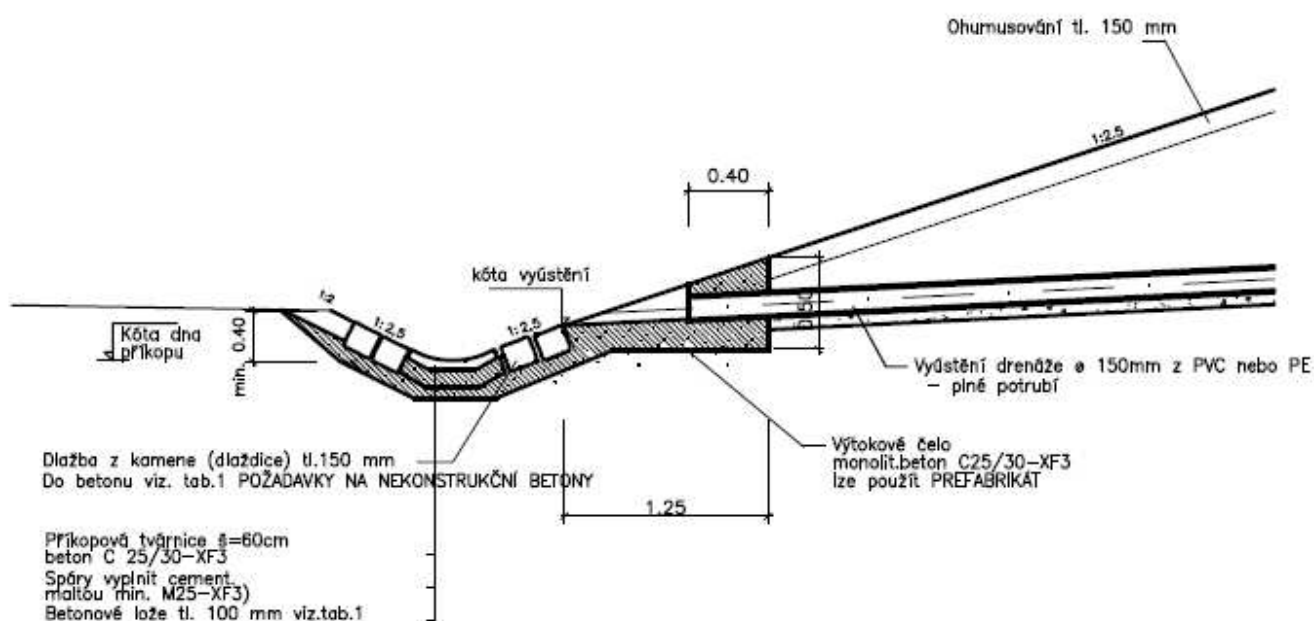 Ohumusování tl. 150 mm
1:2.5
0.40
kóta vyústění
0.50
1:2
1:2.5
1:2.5
Kóta dna
příkopu
min. 0.40
Vyústění drenáže ø 150mm z PVC nebo PE
– plné potrubí
Výtokové čelo
monolit.beton C25/30-XF3
lze použít PREFABRIKÁT
Dlažba z kamene (dlaždice) tl.150 mm
Do betonu viz. tab.1 POŽADAVKY NA NEKONSTRUKČNÍ BETONY
1.25
Příkopová tvárnice š=60cm
beton C 25/30-XF3
Spáry vyplnit cement.
maltou min. M25-XF3)
Betonové lože tl. 100 mm viz.tab.1